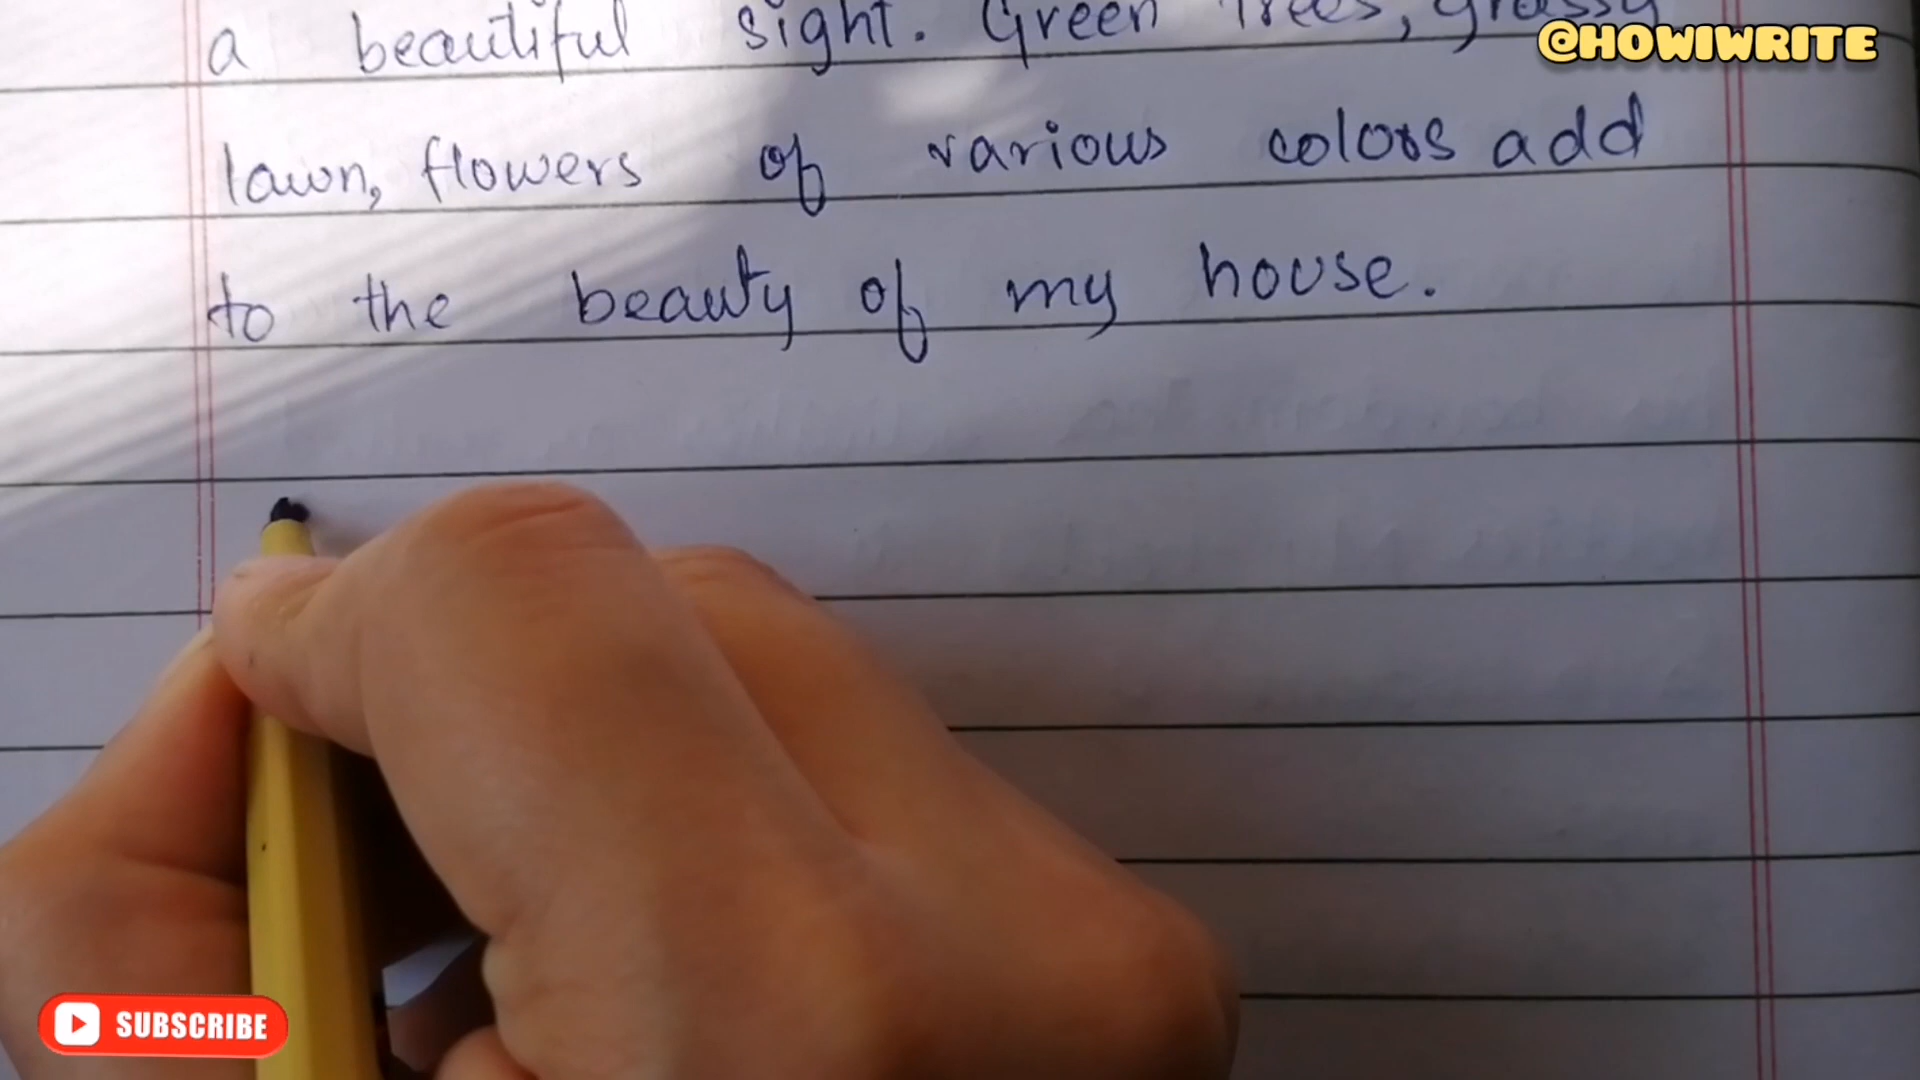 a beautiful sight. Green Trees, grassy
@HOWIWRITE
lawn, flowers of various colors add
to the beauty of my house.
SUBSCRIBE